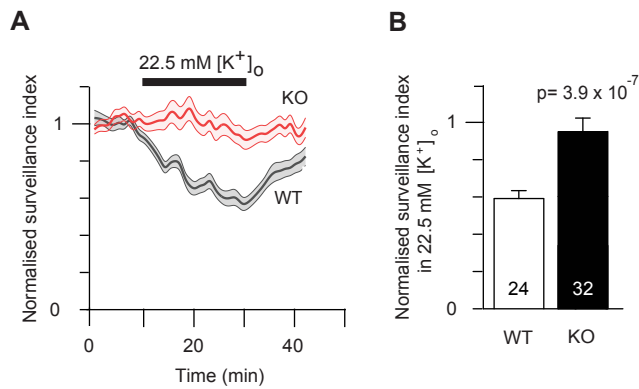 A
22.5 mM [K+]o
KO
WT
Normalised surveillance index
1
0
0
20
40
Time (min)
B
p= 3.9 x 10-7
Normalised surveillance index
in 22.5 mM [K+]o
1
0
24
32
WT
KO